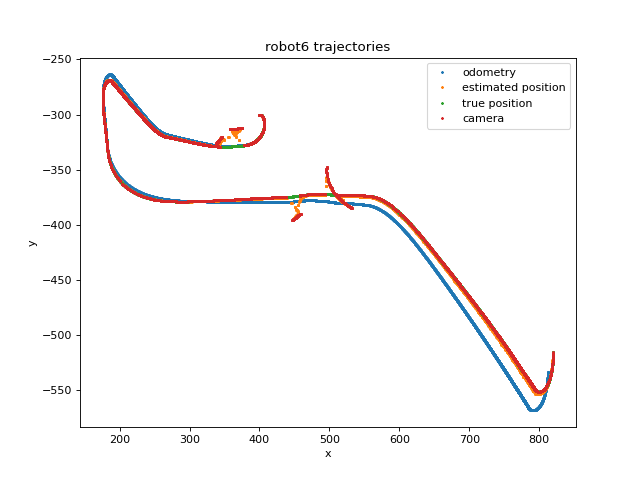 robot6 trajectories
odometry
estimated position
true position
camera
−250
−300
−350
−400
−450
−500
−550
y
200
300
400
500
600
700
800
x